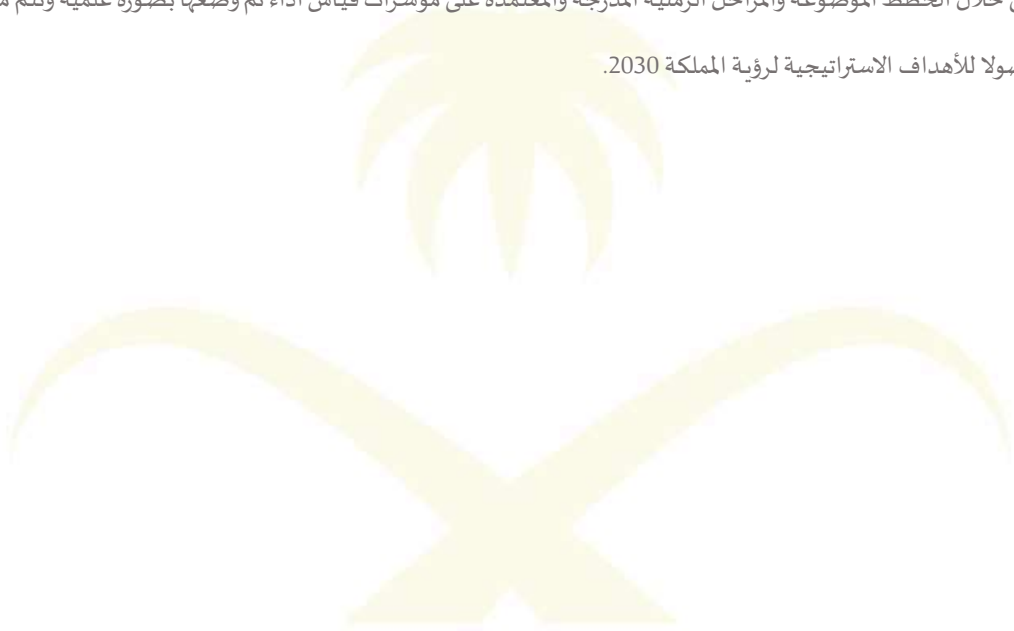 خلال الخطط الموضوعة والمراحل الزمنية المدرجة والمعتمدة على مؤشرات قياس أداء تم وضعها بصورة علمية وتتم
للأهداف الاستراتيجية لرؤية المملكة 2030.